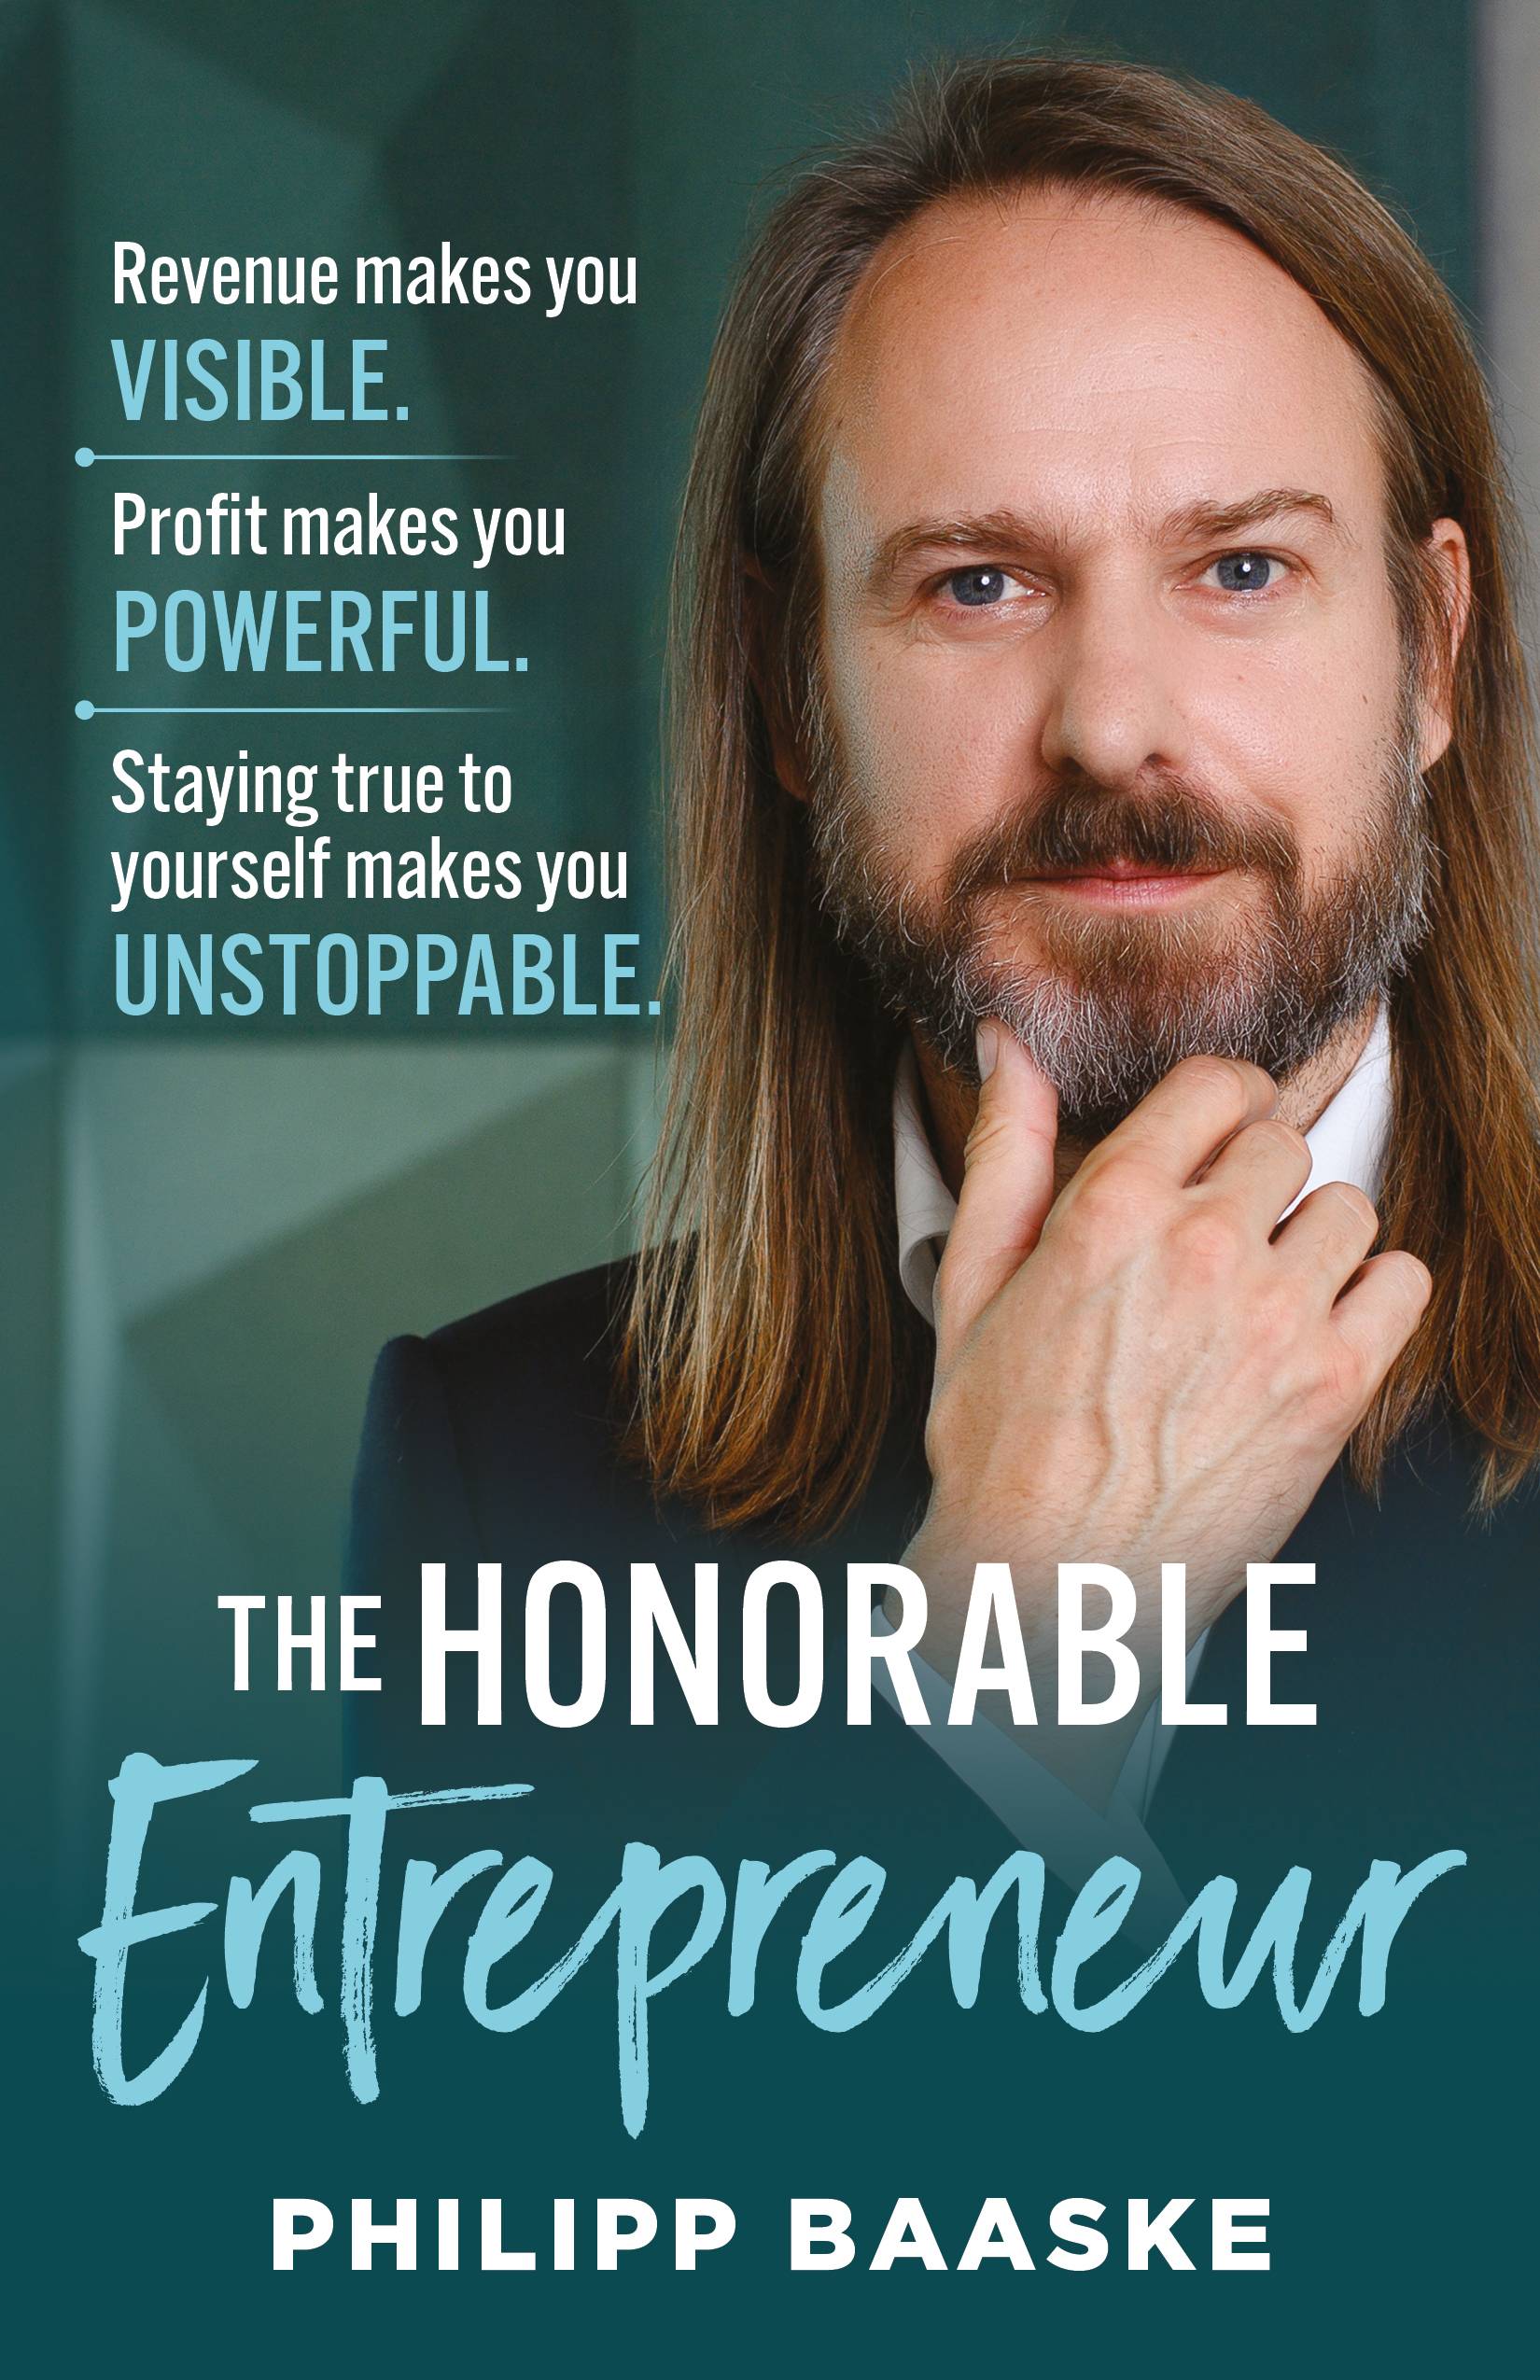 Revenue makes you
VISIBLE.
Profit makes you
POWERFUL.
Staying true to
yourself makes you
UNSTOPPABLE.
THE HONORABLE
Entrepreneur
PHILIPP BAASKE